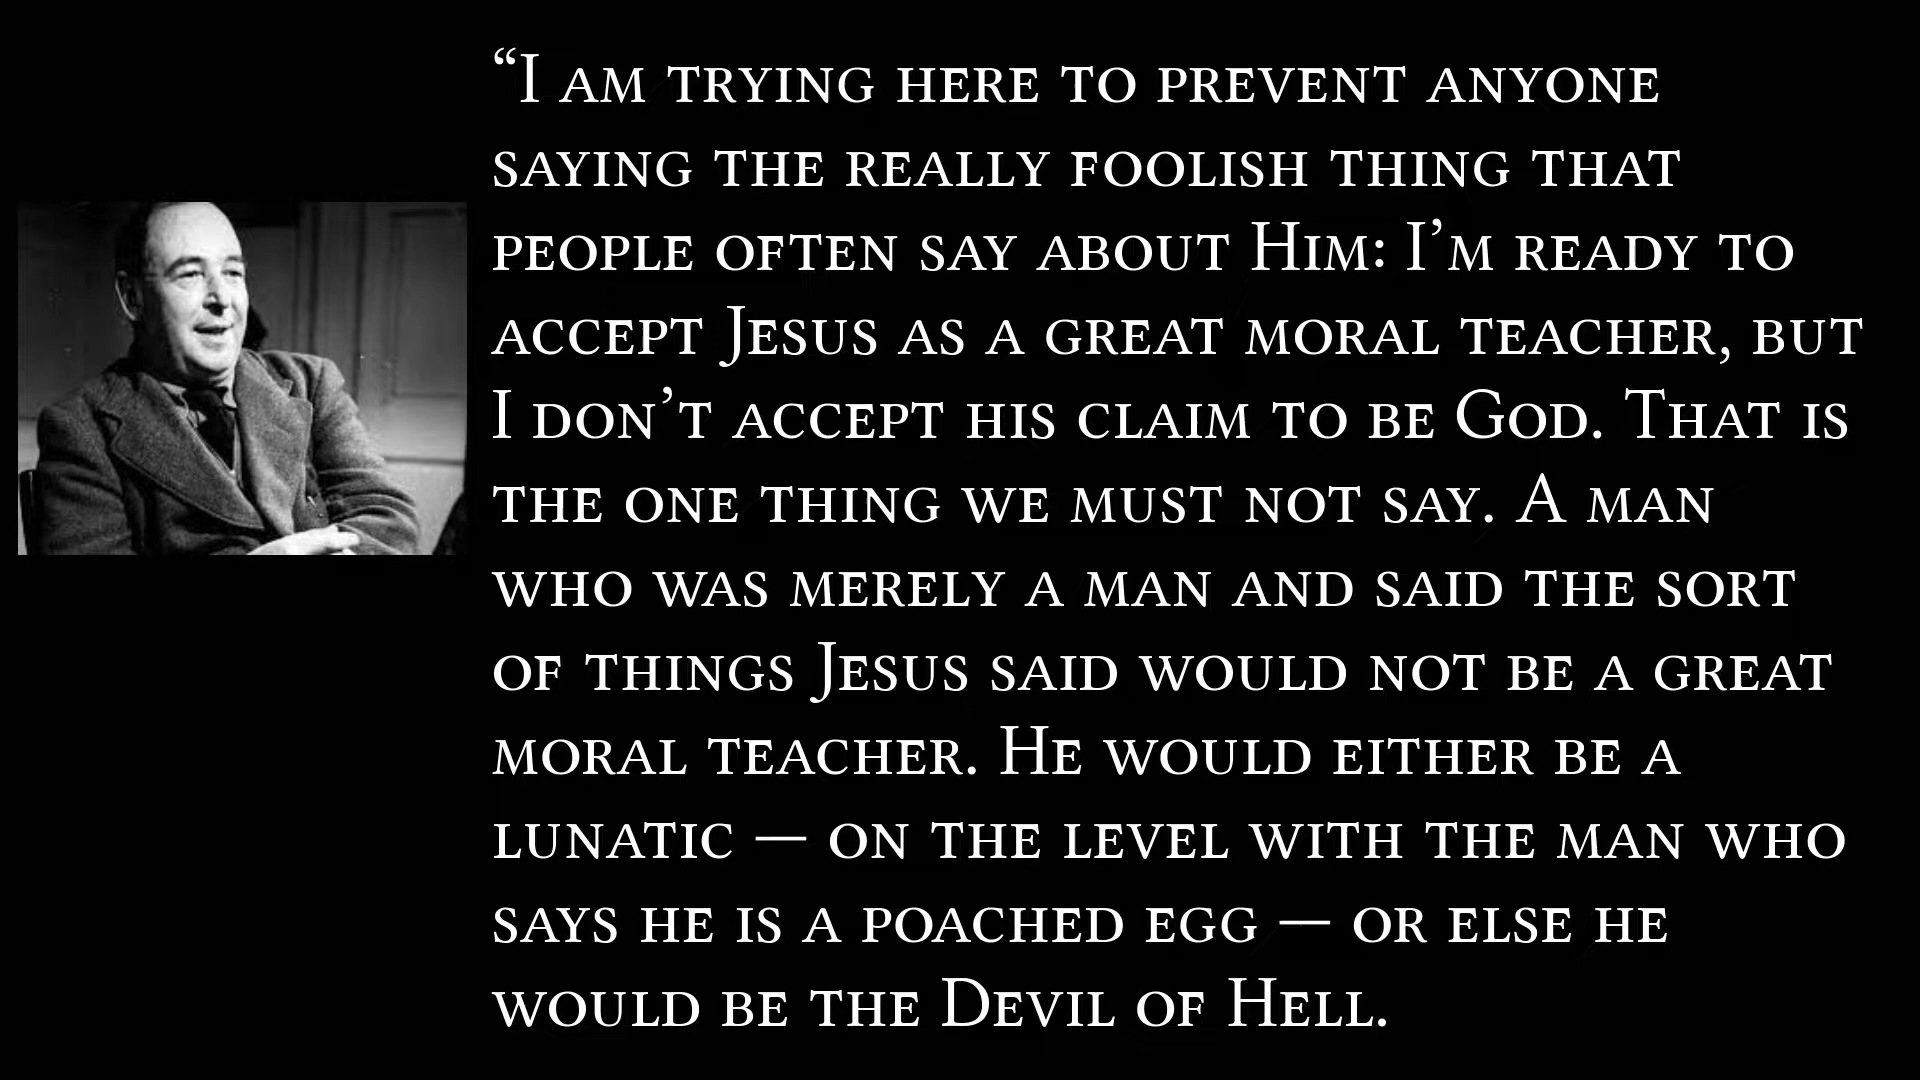 “I am trying here to prevent anyone
saying the really foolish thing that
people often say about Him: I’m ready to
accept Jesus as a great moral teacher, but
I don’t accept his claim to be God. That is
the one thing we must not say. A man
who was merely a man and said the sort
of things Jesus said would not be a great
moral teacher. He would either be a
lunatic — on the level with the man who
says he is a poached egg — or else he
would be the Devil of Hell.